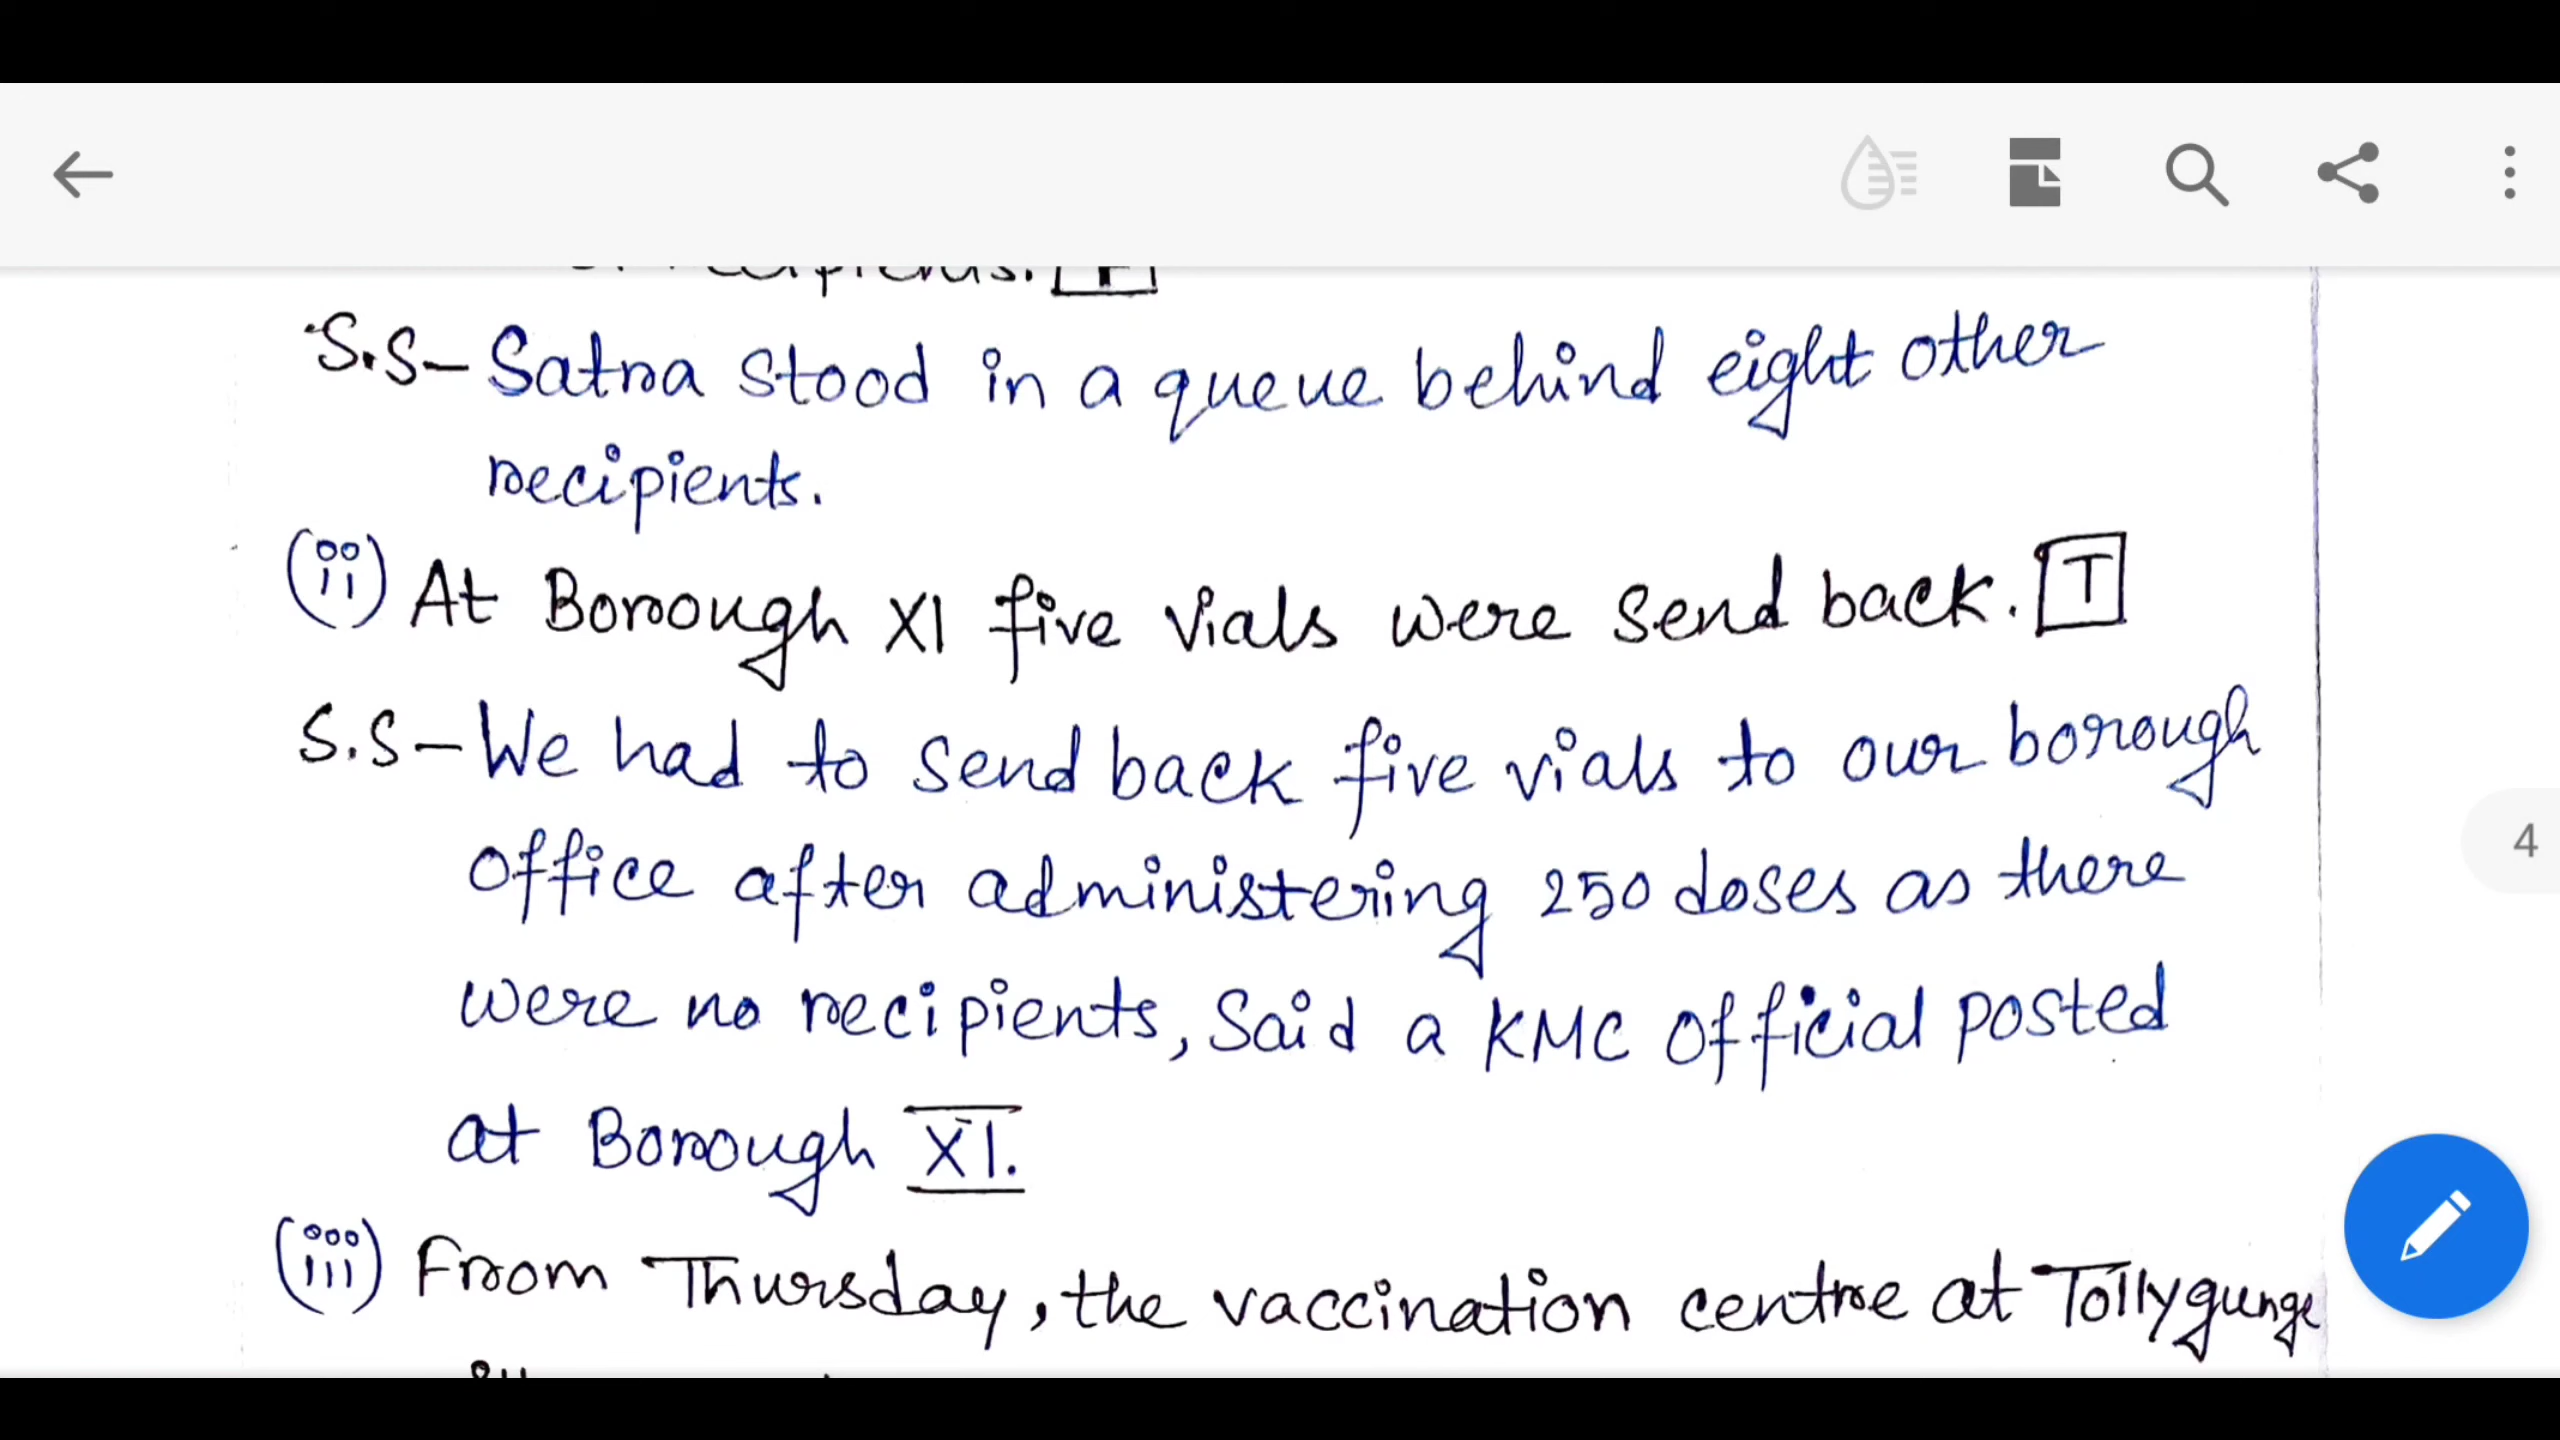 recipients. F
S.S- Satra stood in a queue behind eight other
recipients.
(ii) At Borough XI five vials were send back. T
S.S- We had to send back five vials to our borough
office after administering 250 doses as there
were no recipients, said a KMC official posted
at Borough XI.
4
(iii) From Thursday, the vaccination centre at Tollygunge